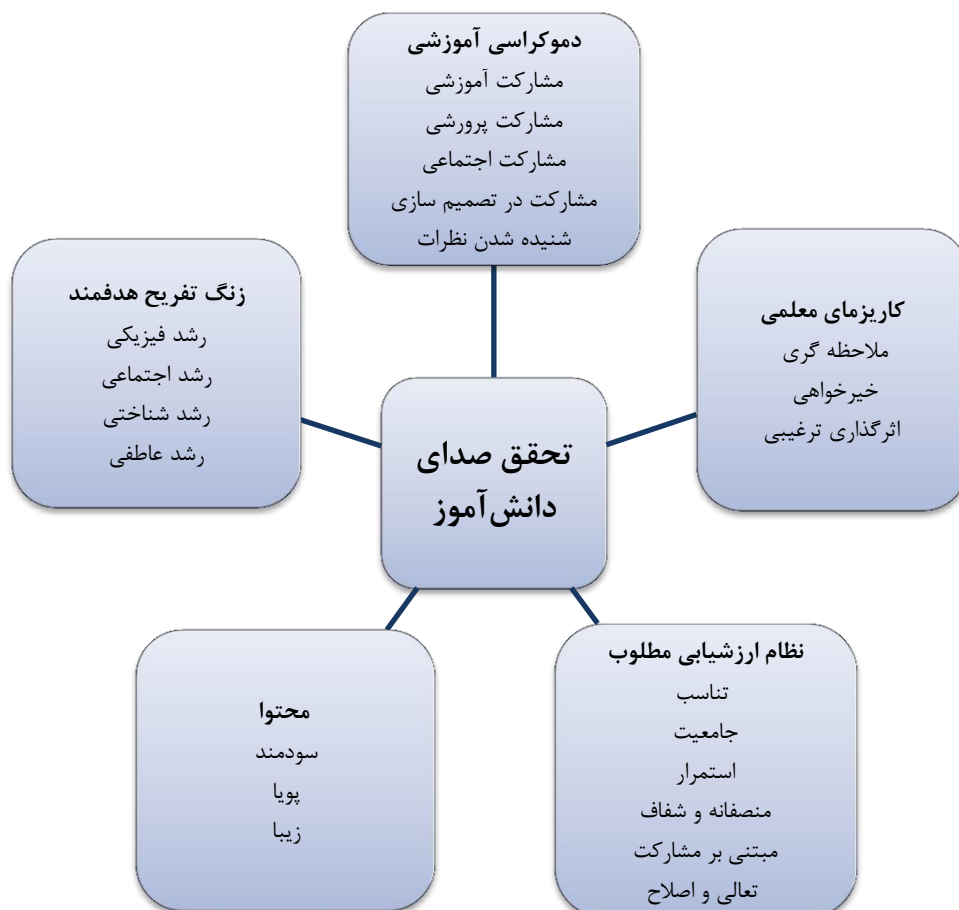 دموکراسی آموزشی
مشارکت آموزشی
مشارکت پرورشی
مشارکت اجتماعی
مشارکت در تصمیم سازی
شنیده شدن نظرات
کاریزمای معلمی
ملاحظه گری
خیرخواهی
اثرگذاری ترغیبی
زنگ تفریح هدفمند
رشد فیزیکی
رشد اجتماعی
رشد شناختی
رشد عاطفی
تحقق صدای
دانش‌آموز
نظام ارزشیابی مطلوب
تناسب
جامعیت
استمرار
منصفانه و شفاف
مبتنی بر مشارکت
تعالی و اصلاح
محتوا
سودمند
پویا
زیبا